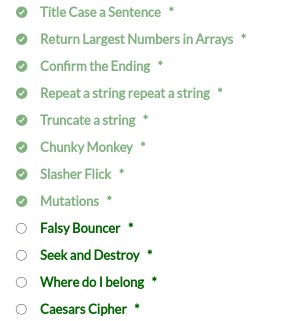 Title Case a Sentence *
Return Largest Numbers in Arrays *
Confirm the Ending *
Repeat a string repeat a string *
Truncate a string *
Chunky Monkey *
Slasher Flick *
Mutations *
Falsy Bouncer *
Seek and Destroy *
Where do I belong *
Caesars Cipher *